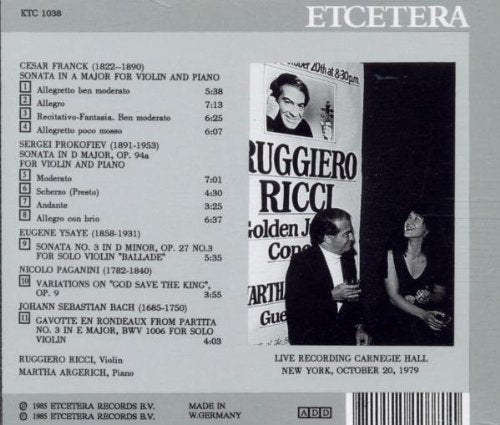 KTC 1038
ETCETERA
CESAR FRANCK (1822--1890)
SONATA IN A MAJOR FOR VIOLIN AND PIANO
1 Allegretto ben moderato 5:38
2 Allegro 7:13
3 Recitativo-Fantasia. Ben moderato 6:25
4 Allegretto poco mosso 6:07
SERGEI PROKOFIEV (1891-1953)
SONATA IN D MAJOR, OP. 94a
FOR VIOLIN AND PIANO
5 Moderato 7:01
6 Scherzo (Presto) 4:30
7 Andante 3:25
8 Allegro con brio 6:37
EUGENE YSAYE (1858-1931)
9 SONATA NO. 3 IN D MINOR, OP. 27 NO.3
FOR SOLO VIOLIN "BALLADE" 5:35
NICOLO PAGANINI (1782-1840)
10 VARIATIONS ON "GOD SAVE THE KING",
OP. 9 3:55
JOHANN SEBASTIAN BACH (1685-1750)
11 GAVOTTE EN RONDEAUX FROM PARTITA
NO. 3 IN E MAJOR, BWV 1006 FOR SOLO
VIOLIN 4:03
RUGGIERO RICCI, Violin
MARTHA ARGERICH, Piano
ober 20th at 8:30p.m.
RUGGIERO
RICCI
Golden J
Conc
ARTHA
Gue
LIVE RECORDING CARNEGIE HALL
NEW YORK, OCTOBER 20, 1979
℗ 1985 ETCETERA RECORDS B.V.
© 1985 ETCETERA RECORDS B.V.
MADE IN
W.GERMANY
A D D